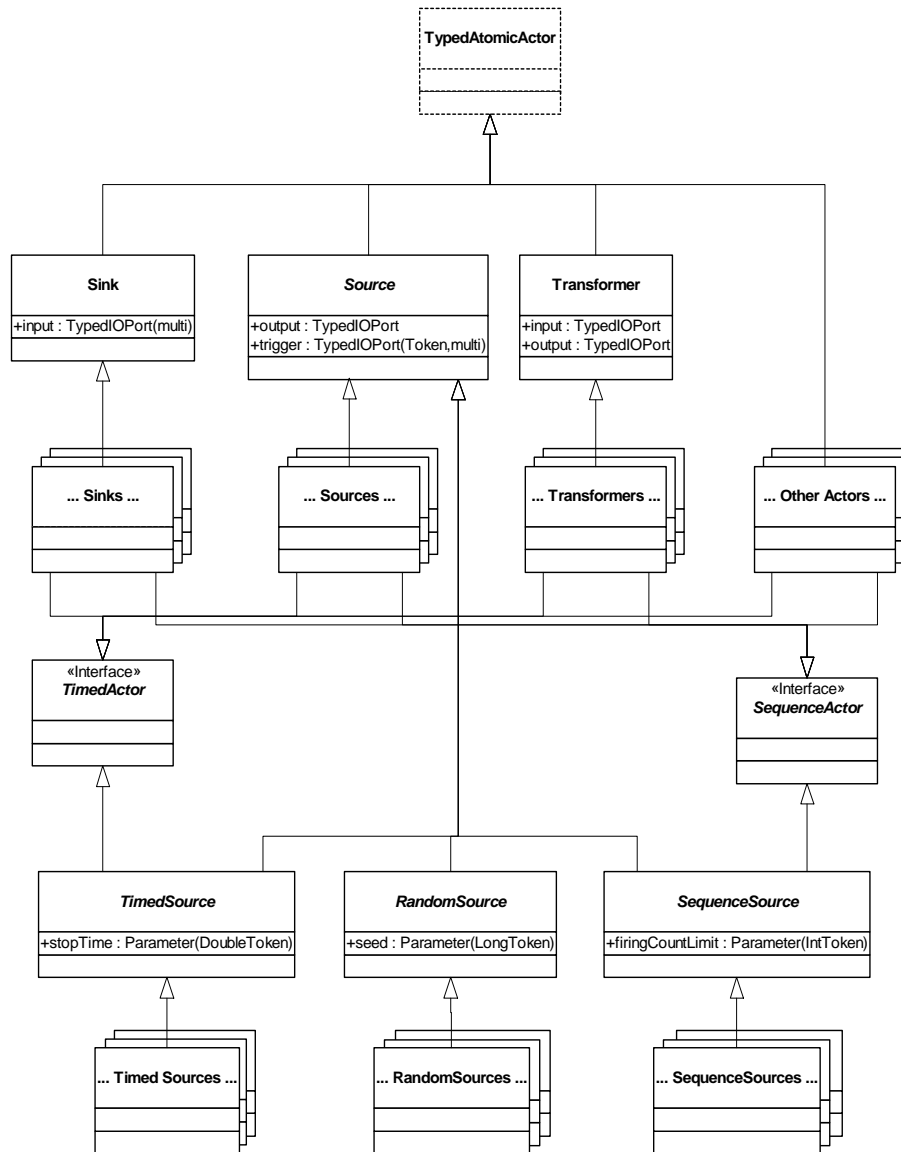 TypedAtomicActor
Sink
+input : TypedIOPort(multi)
Source
+output : TypedIOPort
+trigger : TypedIOPort(Token,multi)
Transformer
+input : TypedIOPort
+output : TypedIOPort
... Sinks ...
... Sources ...
... Transformers ...
... Other Actors ...
«Interface»
TimedActor
«Interface»
SequenceActor
TimedSource
+stopTime : Parameter(DoubleToken)
RandomSource
+seed : Parameter(LongToken)
SequenceSource
+firingCountLimit : Parameter(IntToken)
... Timed Sources ...
... RandomSources ...
... SequenceSources ...